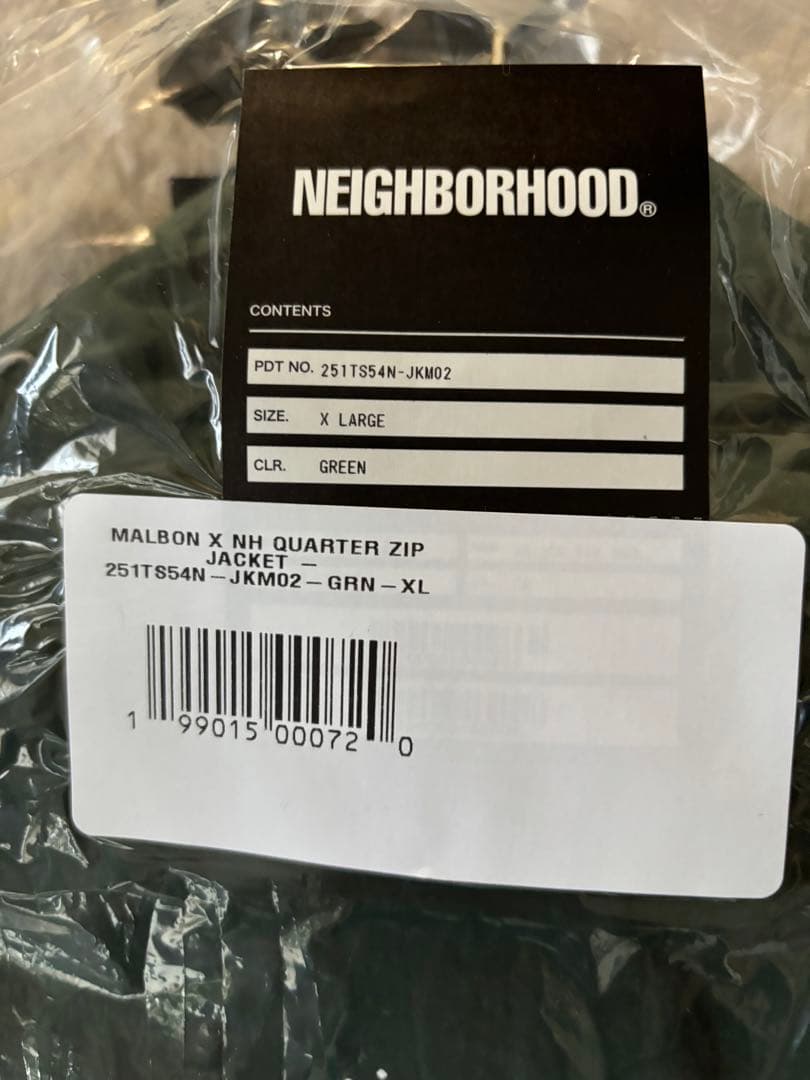 NEIGHBORHOOD®
CONTENTS
PDT NO. 251TS54N-JKM02
SIZE. X LARGE
CLR. GREEN
MALBON X NH QUARTER ZIP
JACKET –
251TS54N–JKM02–GRN–XL
1 99015 00072 0